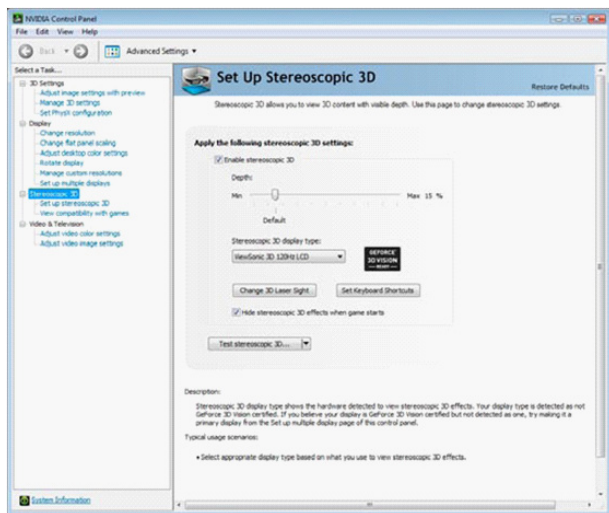 NVIDIA Control Panel
File Edit View Help
Back Advanced Settings
Select a Task...
3D Settings
Adjust image settings with preview
Manage 3D settings
Set PhysX configuration
Display
Change resolution
Change flat panel scaling
Adjust desktop color settings
Rotate display
Manage custom resolutions
Set up multiple displays
Stereoscopic 3D
Set up stereoscopic 3D
View compatibility with games
Video & Television
Adjust video color settings
Adjust video image settings
System Information
Set Up Stereoscopic 3D
Restore Defaults
Stereoscopic 3D allows you to view 3D content with visible depth. Use this page to change stereoscopic 3D settings.
Apply the following stereoscopic 3D settings:
Enable stereoscopic 3D
Depth:
Min Max 15 %
Default
Stereoscopic 3D display type:
ViewSonic 3D 120Hz LCD
GEFORCE
3D VISION
READY
Change 3D Laser Sight Set Keyboard Shortcuts
Hide stereoscopic 3D effects when game starts
Test stereoscopic 3D...
Description:
Stereoscopic 3D display type shows the hardware detected to view stereoscopic 3D effects. Your display type is detected as not
GeForce 3D Vision certified. If you believe your display is GeForce 3D Vision certified but not detected as one, try making it a
primary display from the Set up multiple display page of this control panel.
Typical usage scenarios:
• Select appropriate display type based on what you use to view stereoscopic 3D effects.